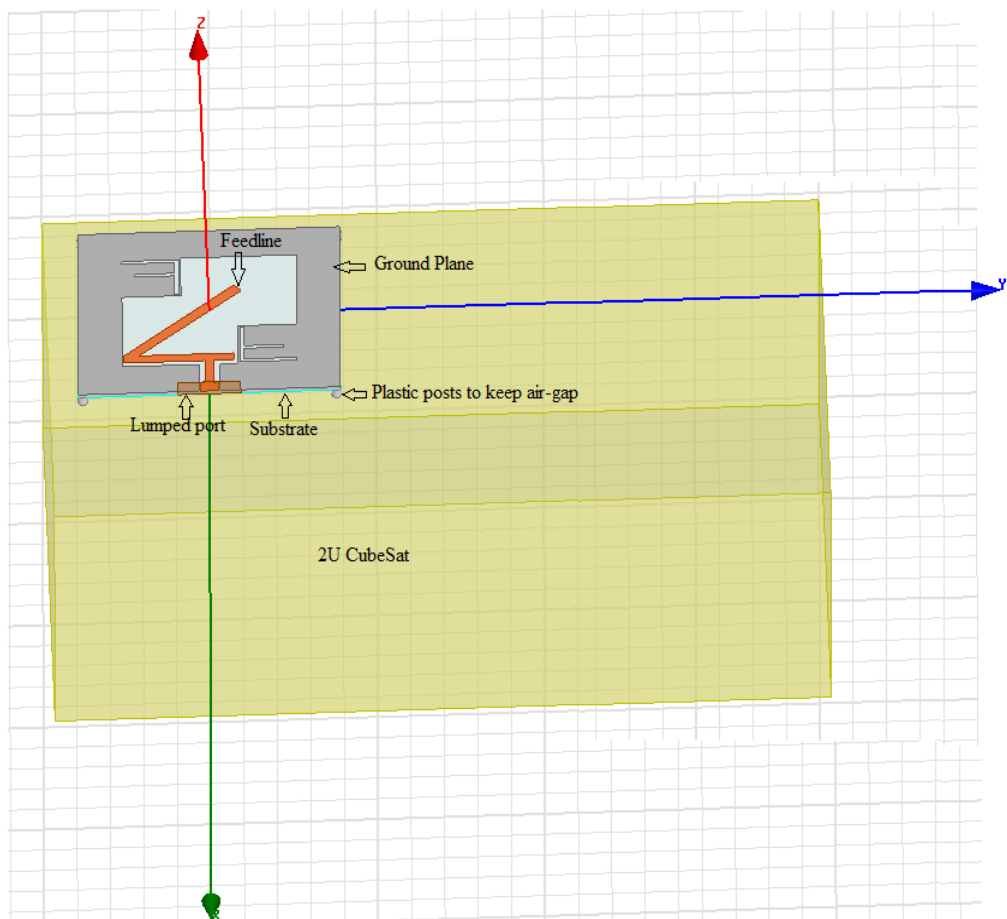 Z
Feedline
Ground Plane
Y
Plastic posts to keep air-gap
Lumped port
Substrate
2U CubeSat
X